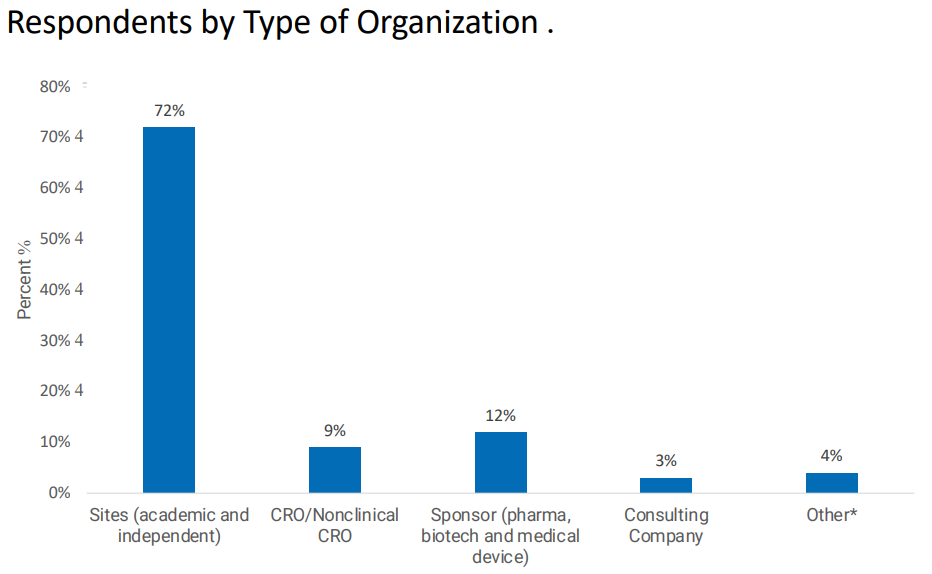 Respondents by Type of Organization .
80%
72%
70% 4
60% 4
50% 4
40% 4
30% 4
20% 4
10%
0%
Percent %
9%
12%
3%
4%
Sites (academic and
independent)
CRO/Nonclinical
CRO
Sponsor (pharma,
biotech and medical
device)
Consulting
Company
Other*